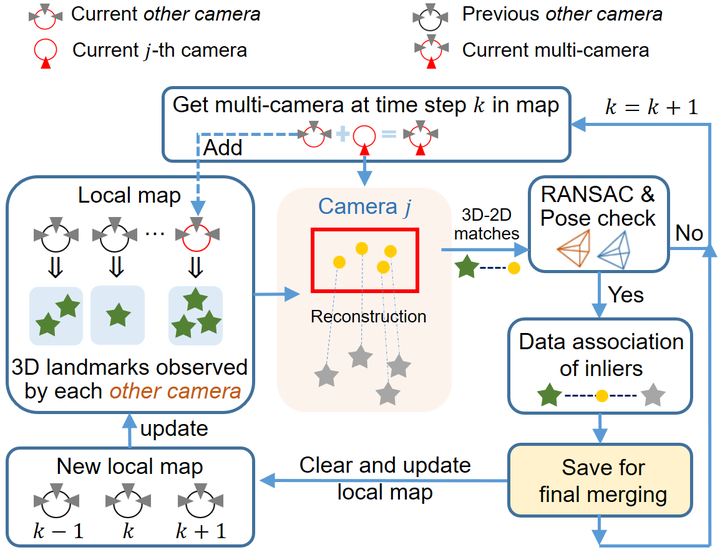 Current other camera
Previous other camera
Current j-th camera
Current multi-camera
Get multi-camera at time step k in map
+ =
k = k + 1
Add
Local map
...
3D landmarks observed
by each other camera
Camera j
Reconstruction
3D-2D
matches
RANSAC &
Pose check
No
Yes
Data association
of inliers
update
New local map
k − 1 k k + 1
Clear and update
local map
Save for
final merging